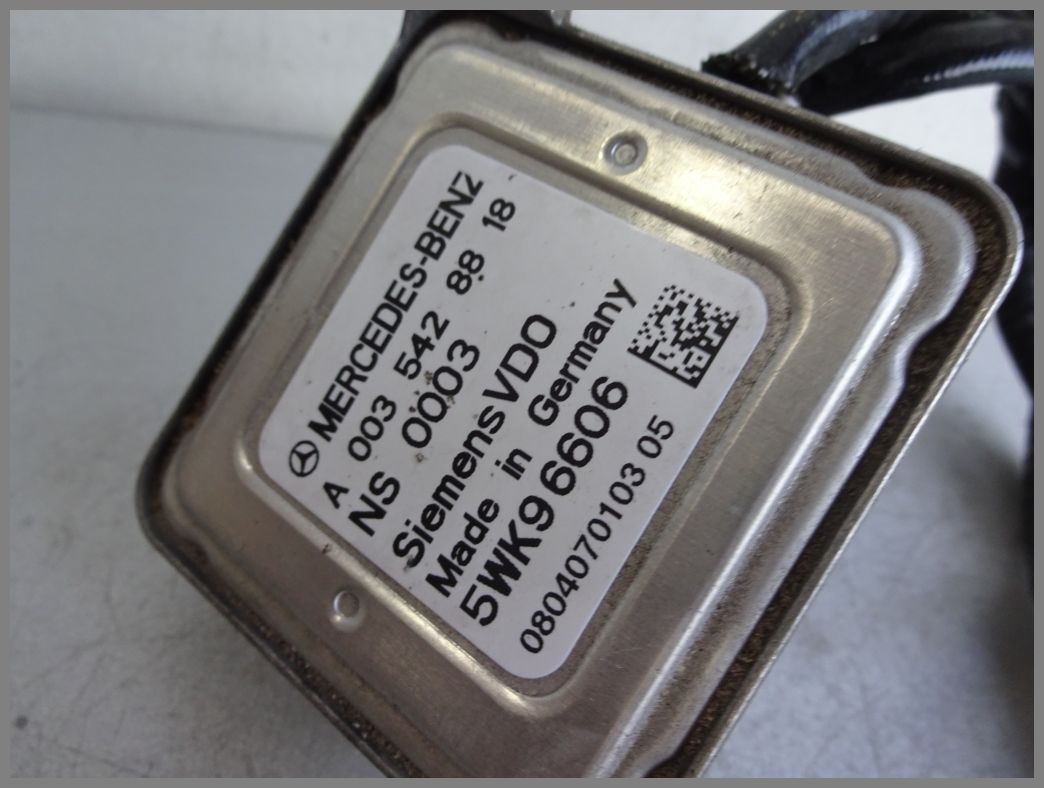 MERCEDES-BENZ
A 003 542 88 18
NS 0003
SiemensVDO
Made in Germany
5WK96606
0804070103 05